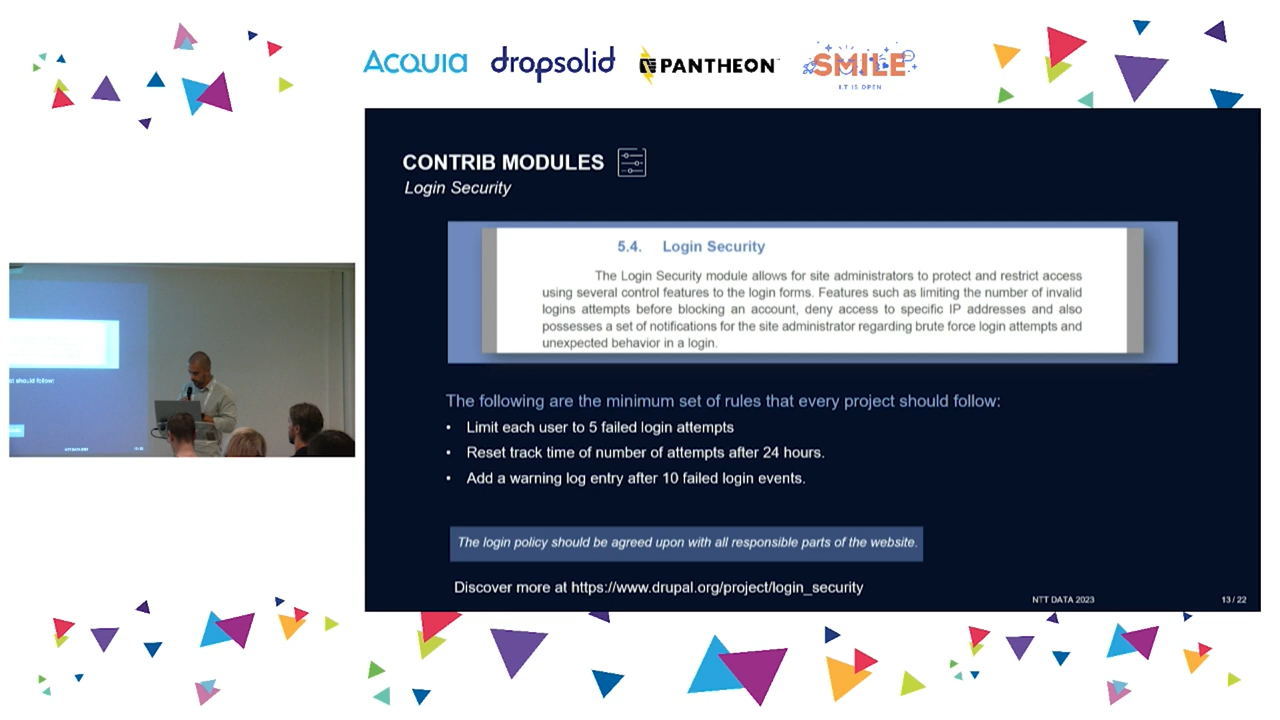 ACQUIA dropsolid PANTHEON SMILE
I.T IS OPEN
CONTRIB MODULES
Login Security
5.4. Login Security
The Login Security module allows for site administrators to protect and restrict access
using several control features to the login forms. Features such as limiting the number of invalid
logins attempts before blocking an account, deny access to specific IP addresses and also
possesses a set of notifications for the site administrator regarding brute force login attempts and
unexpected behavior in a login.
The following are the minimum set of rules that every project should follow:
• Limit each user to 5 failed login attempts
• Reset track time of number of attempts after 24 hours.
• Add a warning log entry after 10 failed login events.
The login policy should be agreed upon with all responsible parts of the website.
Discover more at https://www.drupal.org/project/login_security
NTT DATA 2023
13 / 22
ct should follow: